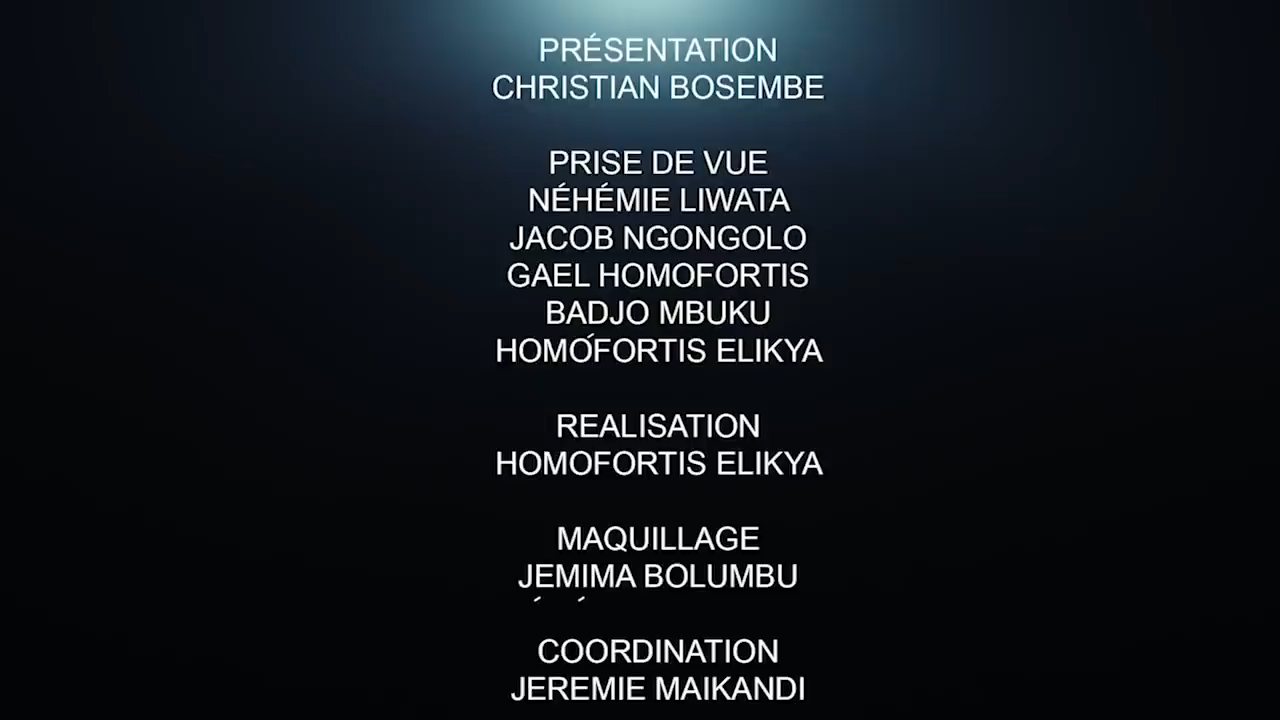 PRÉSENTATION
CHRISTIAN BOSEMBE
PRISE DE VUE
NÉHÉMIE LIWATA
JACOB NGONGOLO
GAEL HOMOFORTIS
BADJO MBUKU
HOMOFORTIS ELIKYA
REALISATION
HOMOFORTIS ELIKYA
MAQUILLAGE
JEMIMA BOLUMBU
COORDINATION
JEREMIE MAIKANDI